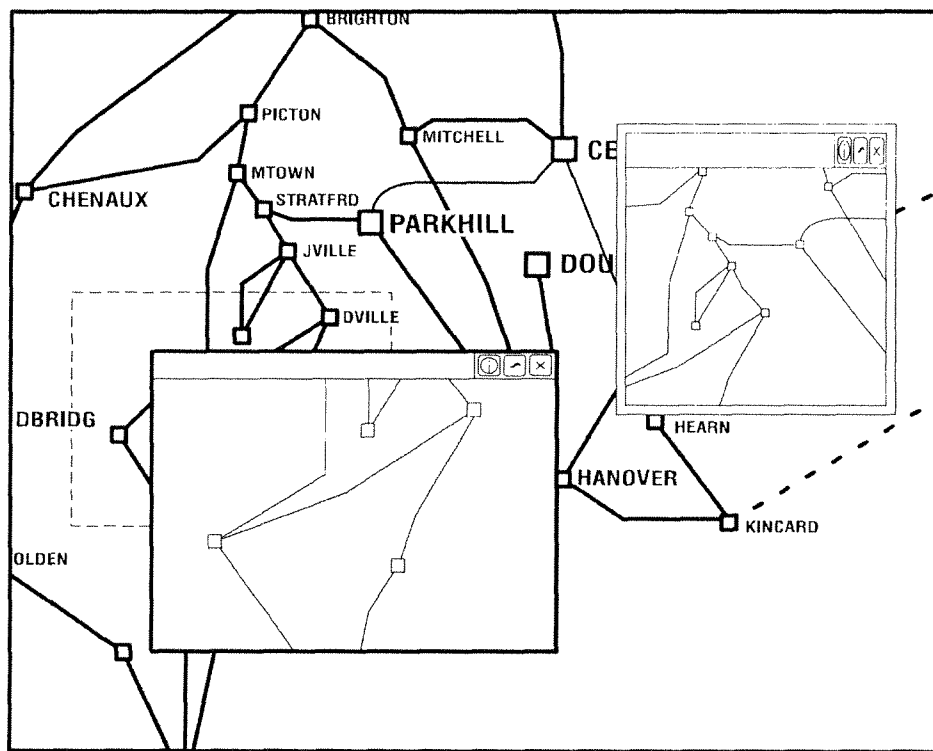 BRIGHTON
PICTON
MITCHELL
CE
MTOWN
CHENAUX
STRATFRD
PARKHILL
JVILLE
DOU
DVILLE
DBRIDG
HEARN
HANOVER
KINCARD
OLDEN